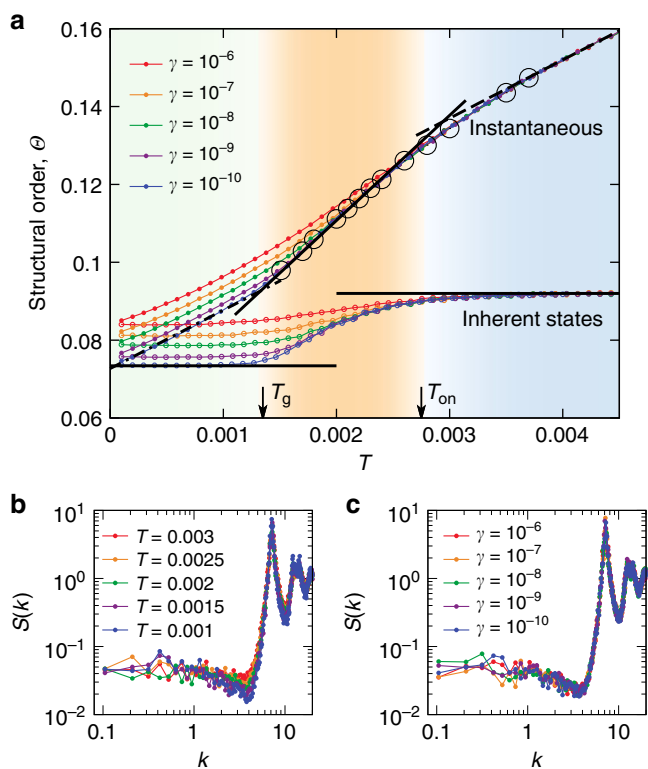 a
0.16
0.14
0.12
0.1
0.08
0.06
Structural order, Θ
γ = 10⁻⁶
γ = 10⁻⁷
γ = 10⁻⁸
γ = 10⁻⁹
γ = 10⁻¹⁰
Instantaneous
Inherent states
T_g
T_on
0 0.001 0.002 0.003 0.004
T
b
10¹
10⁰
10⁻¹
10⁻²
S(k)
T = 0.003
T = 0.0025
T = 0.002
T = 0.0015
T = 0.001
0.1 1 10
k
c
10¹
10⁰
10⁻¹
10⁻²
S(k)
γ = 10⁻⁶
γ = 10⁻⁷
γ = 10⁻⁸
γ = 10⁻⁹
γ = 10⁻¹⁰
0.1 1 10
k